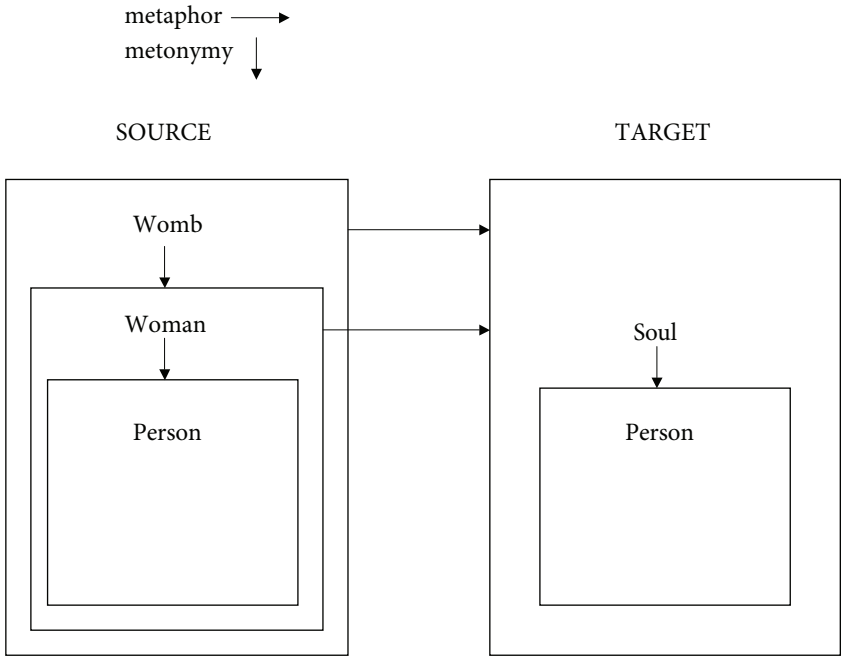 metaphor
metonymy
SOURCE
TARGET
Womb
Woman
Person
Soul
Person